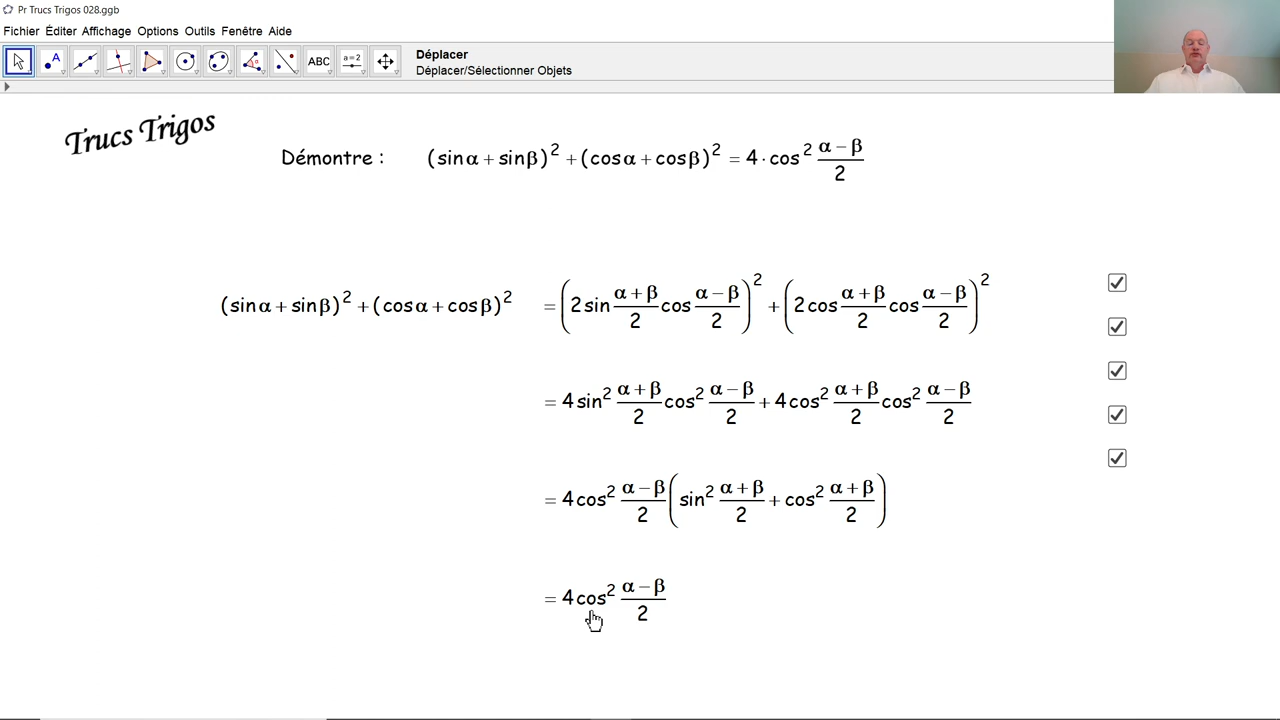 Pr Trucs Trigos 028.ggb
Fichier Éditer Affichage Options Outils Fenêtre Aide
A ABC a=2 Déplacer
Déplacer/Sélectionner Objets
Trucs Trigos
Démontre : (sinα + sinβ)² + (cosα + cosβ)² = 4 · cos² (α − β)/2
(sinα + sinβ)² + (cosα + cosβ)² = (2 sin (α + β)/2 cos (α − β)/2)² + (2 cos (α + β)/2 cos (α − β)/2)²
= 4 sin² (α + β)/2 cos² (α − β)/2 + 4 cos² (α + β)/2 cos² (α − β)/2
= 4 cos² (α − β)/2 (sin² (α + β)/2 + cos² (α + β)/2)
= 4 cos² (α − β)/2